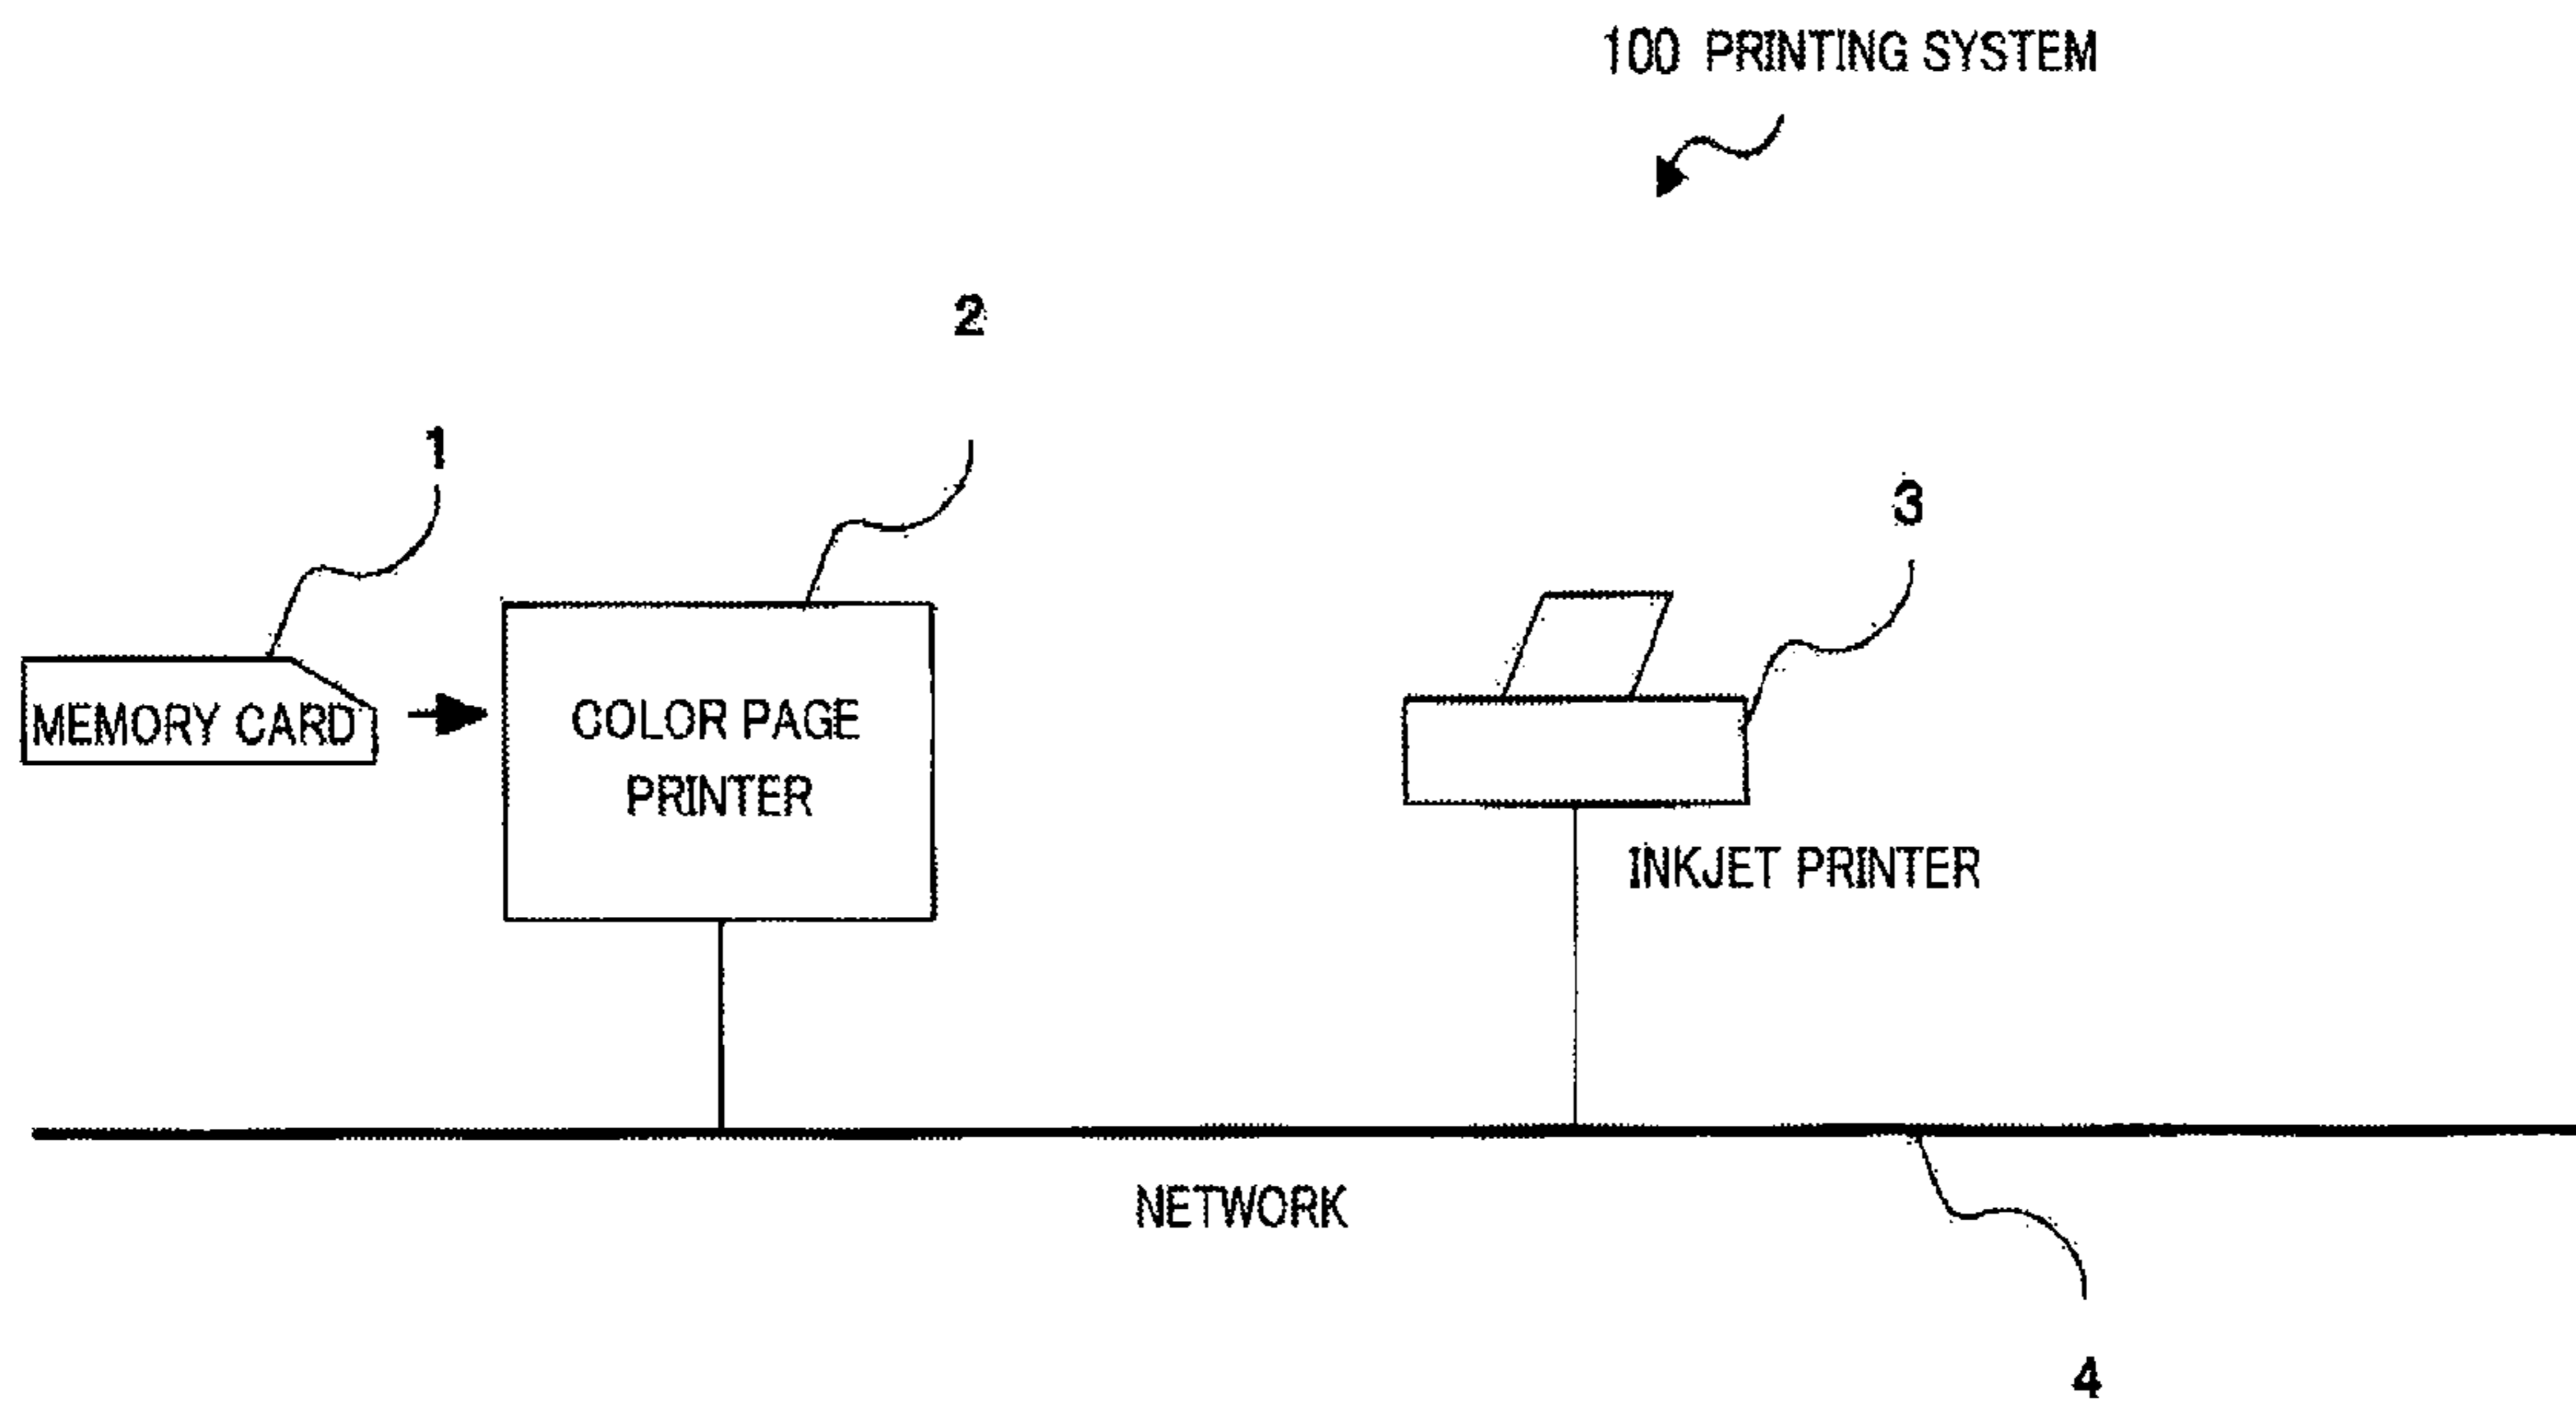 100 PRINTING SYSTEM
2
1
3
MEMORY CARD
COLOR PAGE
PRINTER
INKJET PRINTER
NETWORK
4